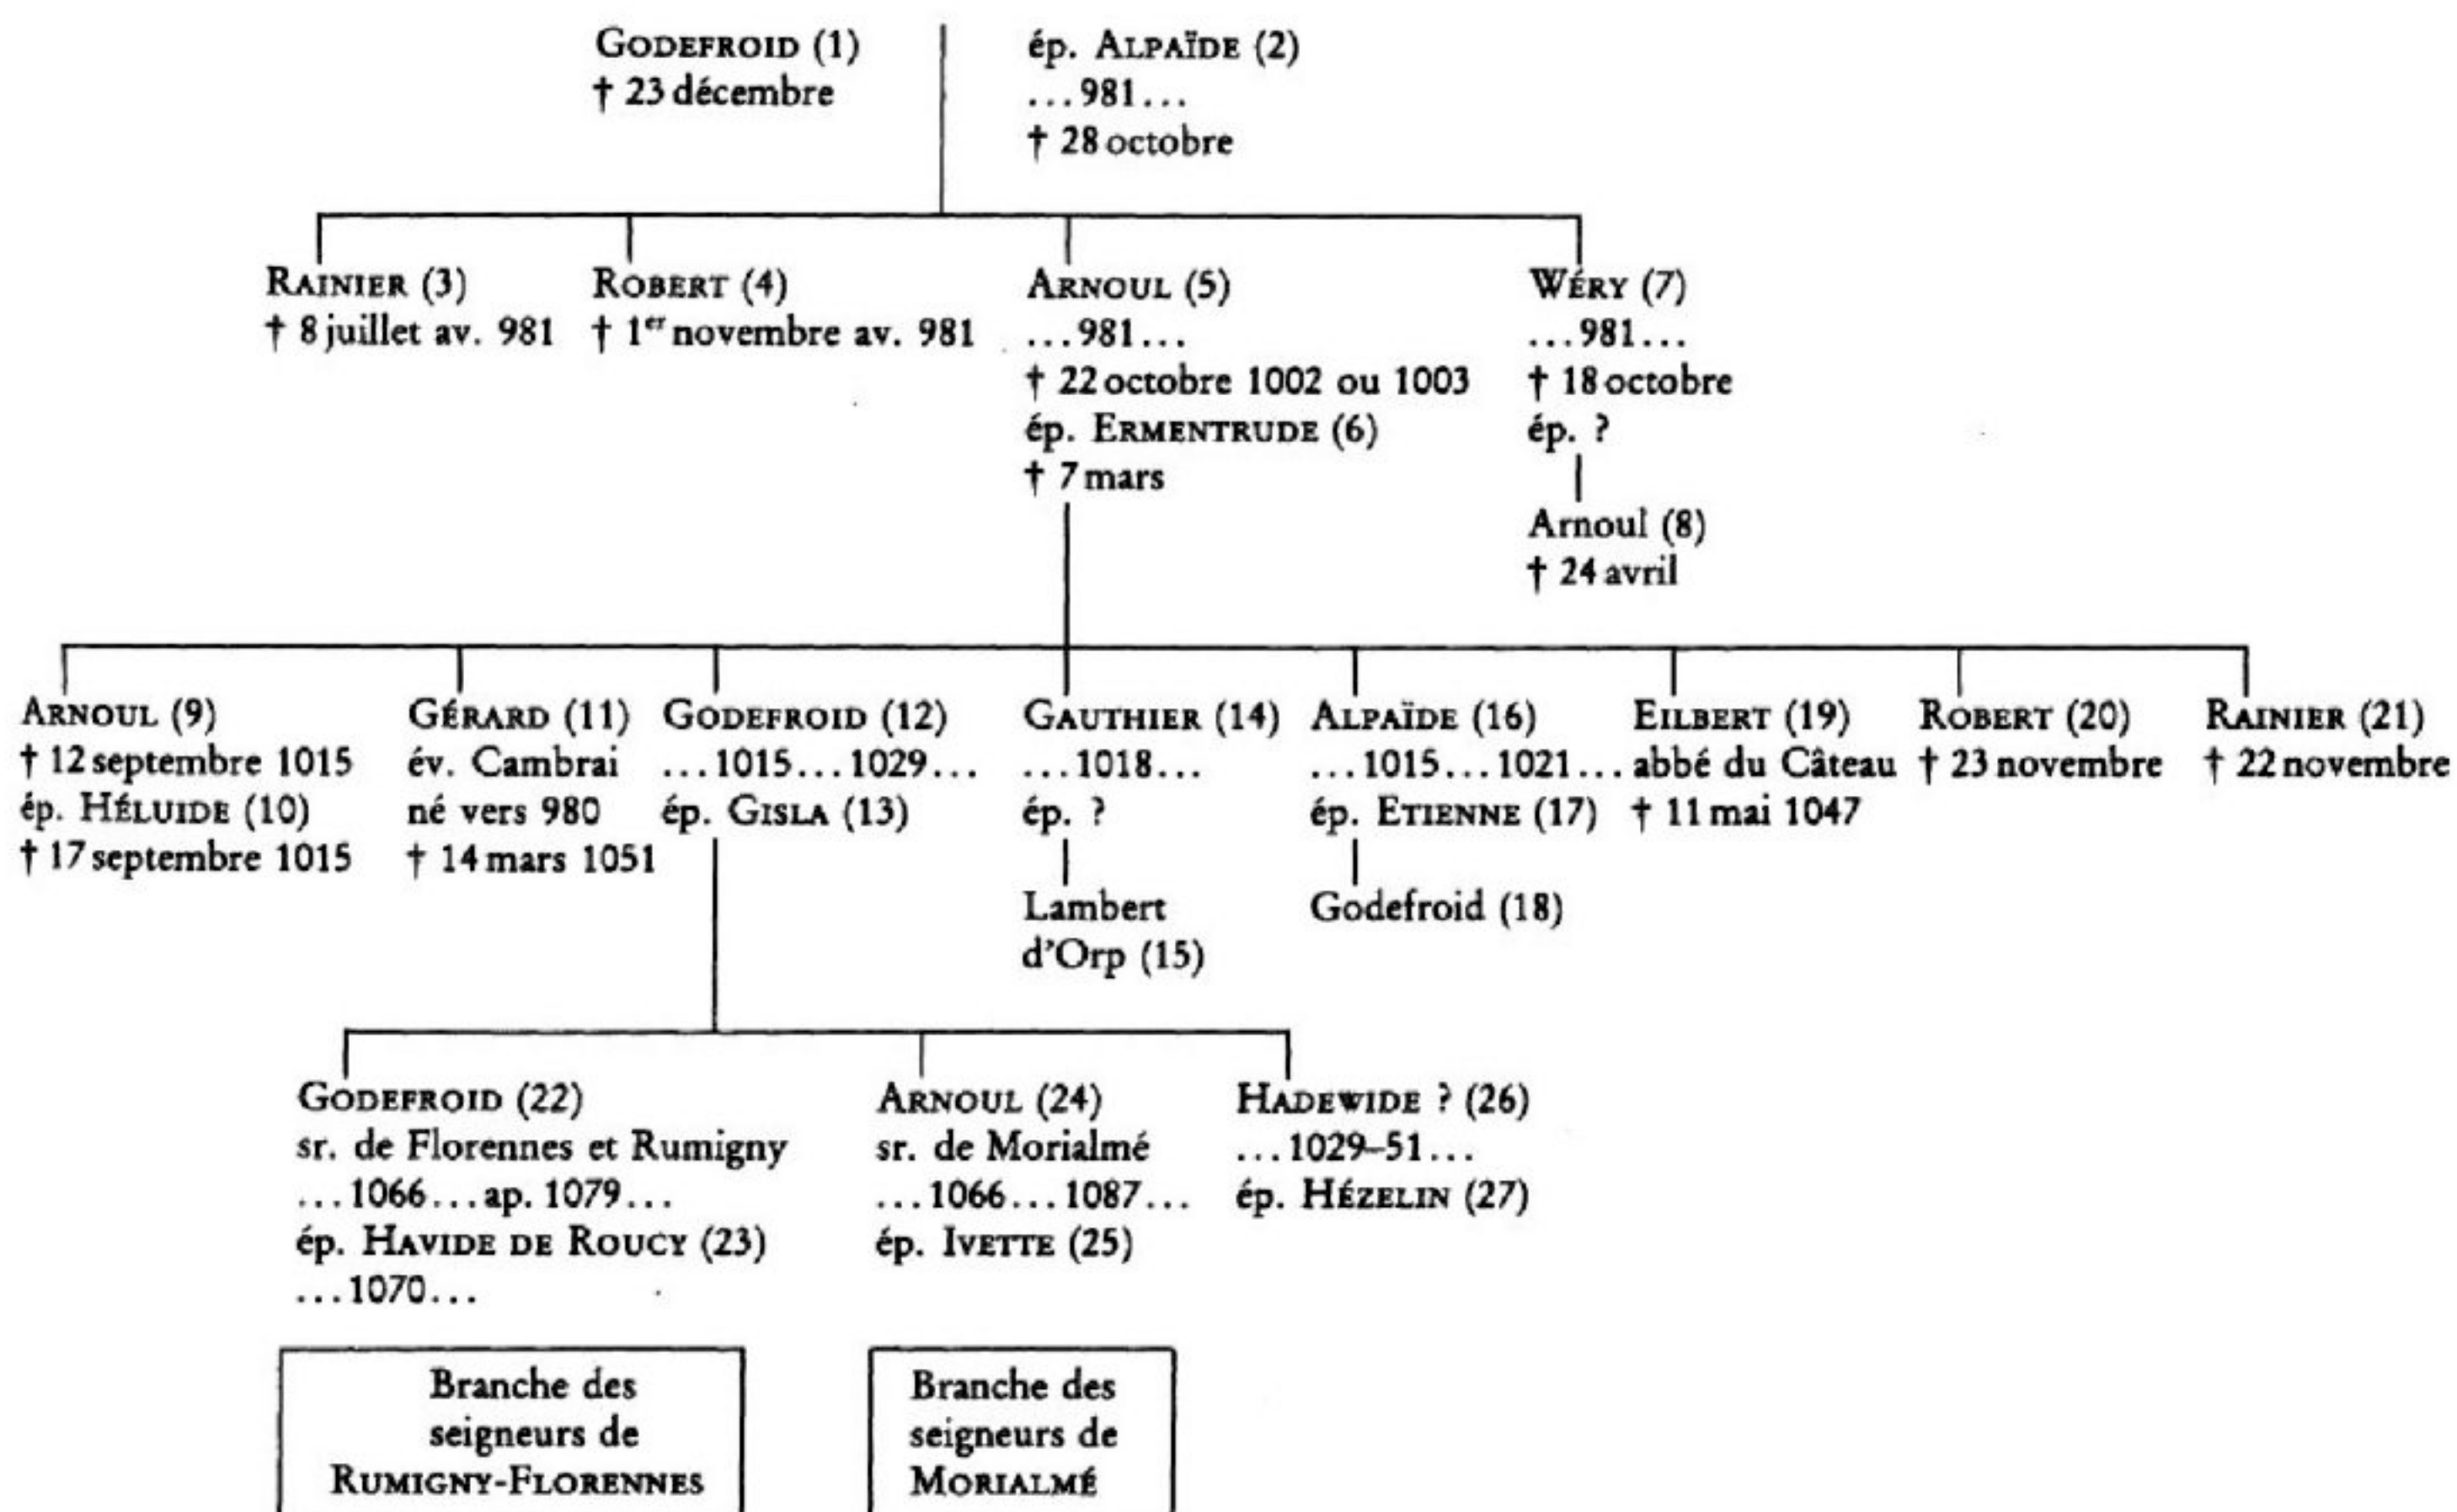 GODEFROID (1)
† 23 décembre
ép. ALPAÏDE (2)
...981...
† 28 octobre
RAINIER (3)
† 8 juillet av. 981
ROBERT (4)
† 1er novembre av. 981
ARNOUL (5)
...981...
† 22 octobre 1002 ou 1003
ép. ERMENTRUDE (6)
† 7 mars
WÉRY (7)
...981...
† 18 octobre
ép. ?
Arnoul (8)
† 24 avril
ARNOUL (9)
† 12 septembre 1015
ép. HÉLUIDE (10)
† 17 septembre 1015
GÉRARD (11)
év. Cambrai
né vers 980
† 14 mars 1051
GODEFROID (12)
...1015...1029...
ép. GISLA (13)
GAUTHIER (14)
...1018...
ép. ?
Lambert
d'Orp (15)
ALPAÏDE (16)
...1015...1021...
ép. ETIENNE (17)
Godefroid (18)
EILBERT (19)
abbé du Câteau
† 11 mai 1047
ROBERT (20)
† 23 novembre
RAINIER (21)
† 22 novembre
GODEFROID (22)
sr. de Florennes et Rumigny
...1066...ap. 1079...
ép. HAVIDE DE ROUCY (23)
...1070...
ARNOUL (24)
sr. de Morialmé
...1066...1087...
ép. IVETTE (25)
HADEWIDE ? (26)
...1029–51...
ép. HÉZELIN (27)
Branche des
seigneurs de
RUMIGNY-FLORENNES
Branche des
seigneurs de
MORIALMÉ